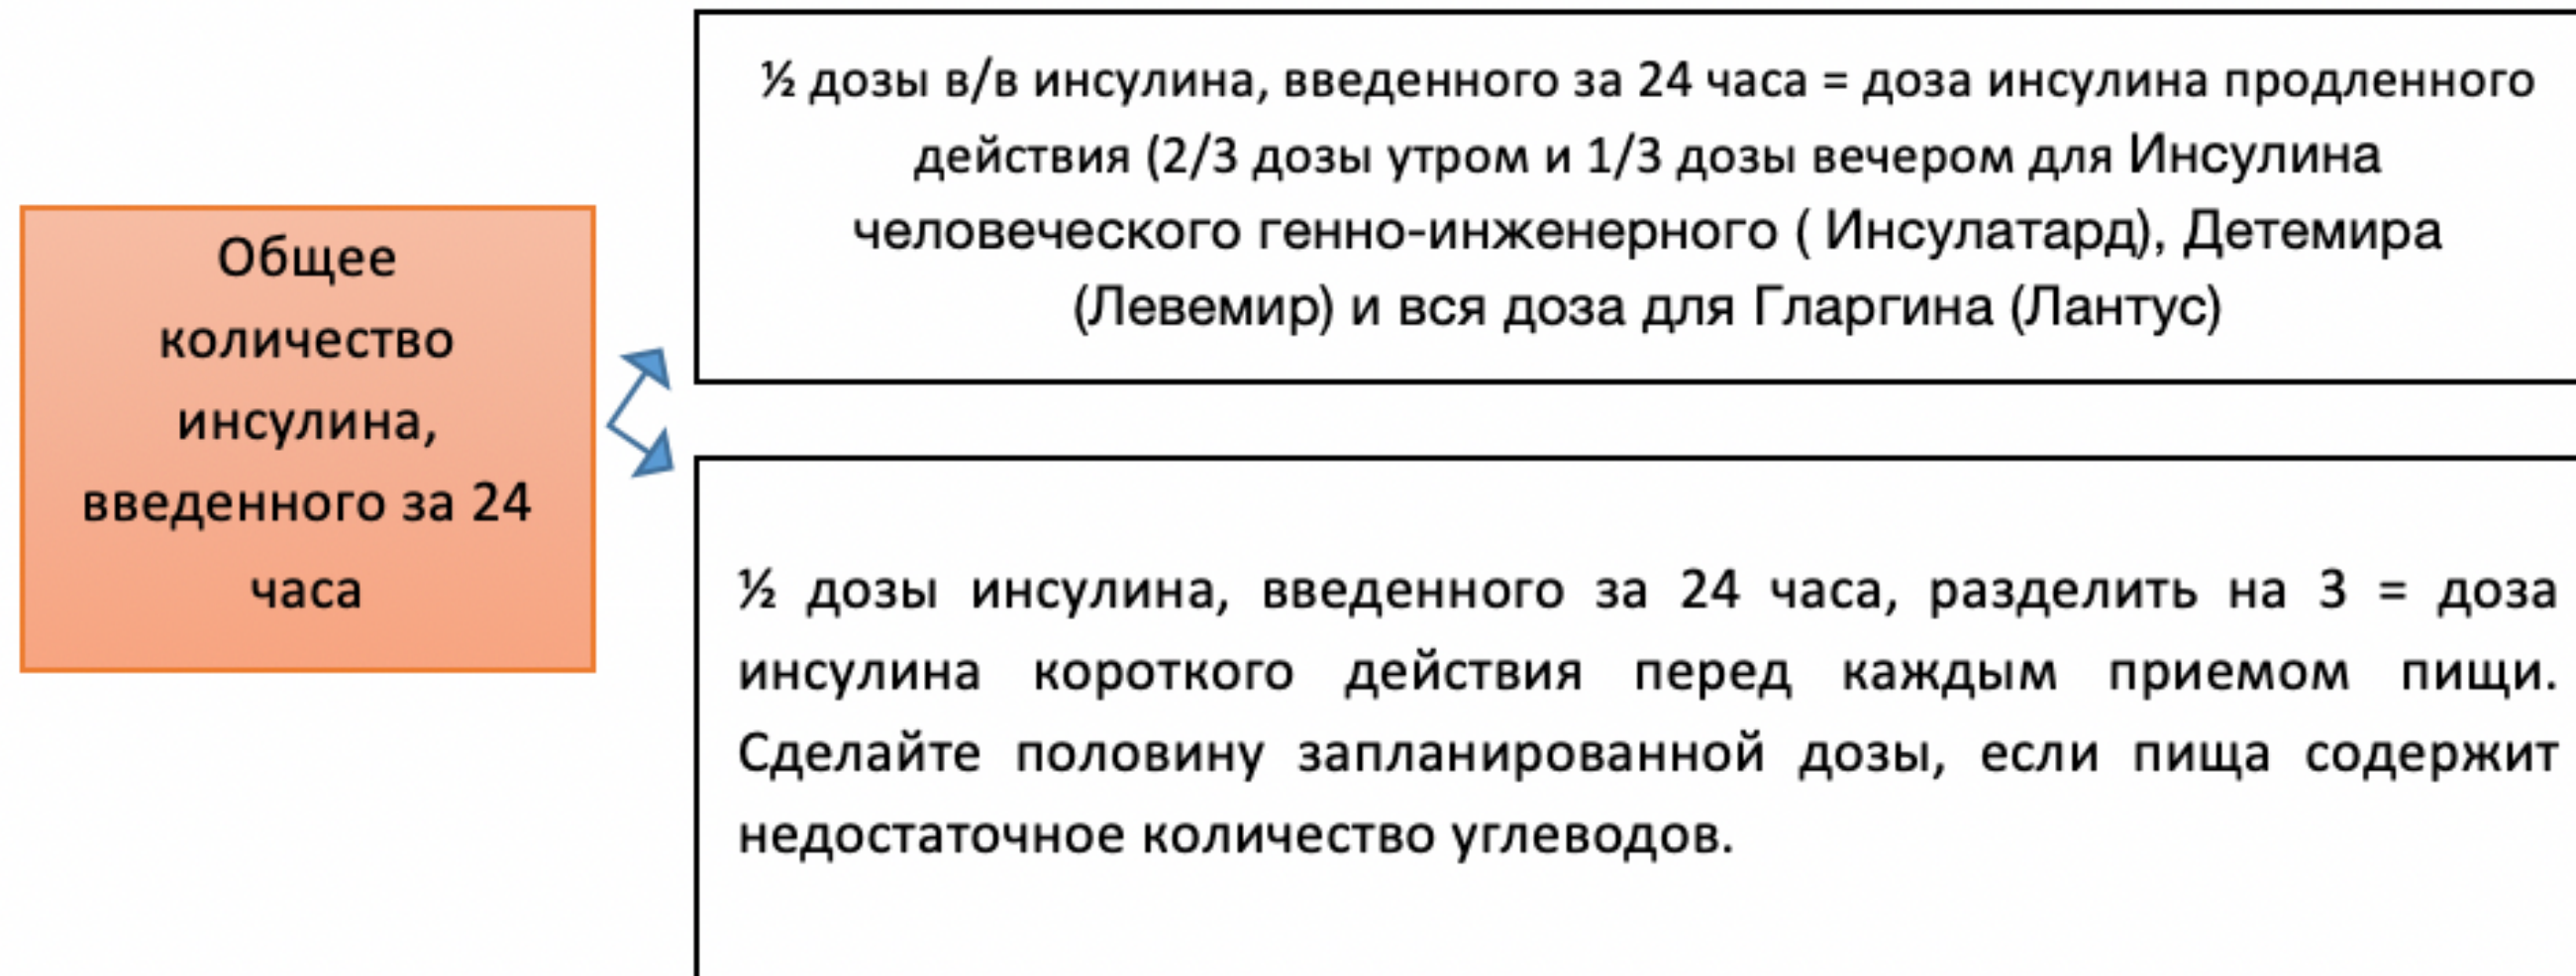 Общее
количество
инсулина,
введенного за 24
часа
½ дозы в/в инсулина, введенного за 24 часа = доза инсулина продленного
действия (2/3 дозы утром и 1/3 дозы вечером для Инсулина
человеческого генно-инженерного ( Инсулатард), Детемира
(Левемир) и вся доза для Гларгина (Лантус)
½ дозы инсулина, введенного за 24 часа, разделить на 3 = доза
инсулина короткого действия перед каждым приемом пищи.
Сделайте половину запланированной дозы, если пища содержит
недостаточное количество углеводов.